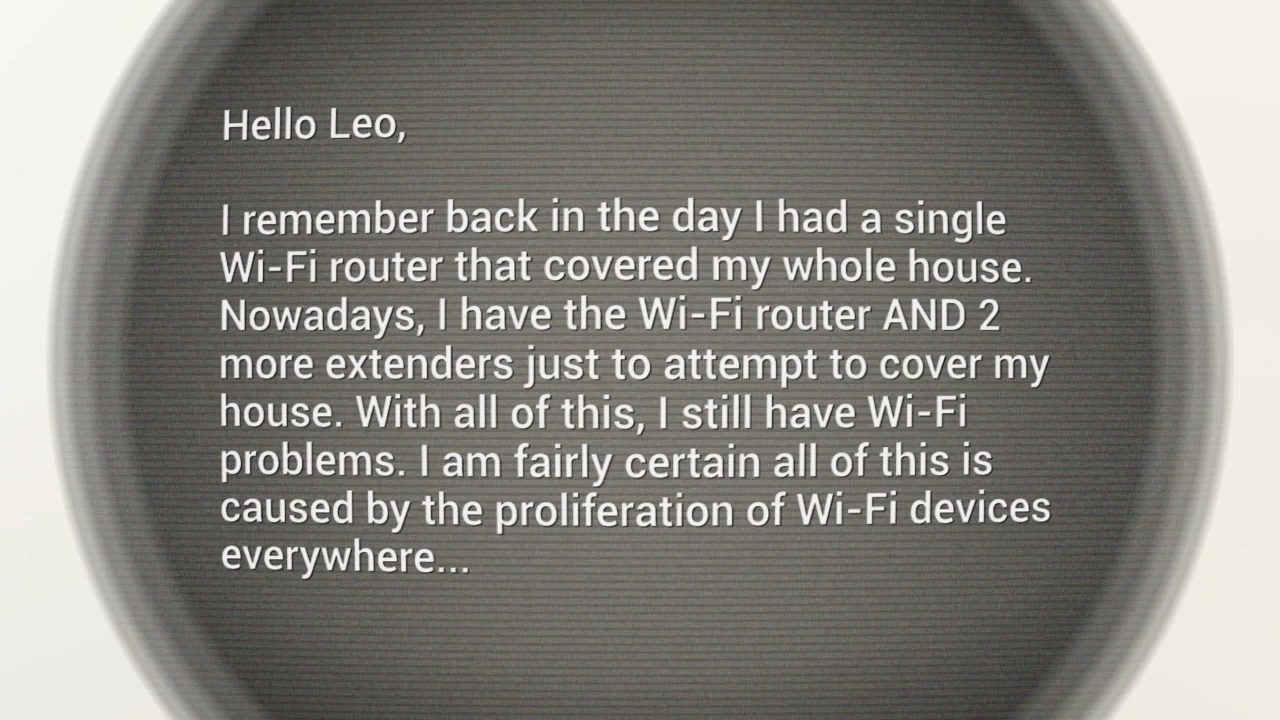 Hello Leo,
I remember back in the day I had a single
Wi-Fi router that covered my whole house.
Nowadays, I have the Wi-Fi router AND 2
more extenders just to attempt to cover my
house. With all of this, I still have Wi-Fi
problems. I am fairly certain all of this is
caused by the proliferation of Wi-Fi devices
everywhere...